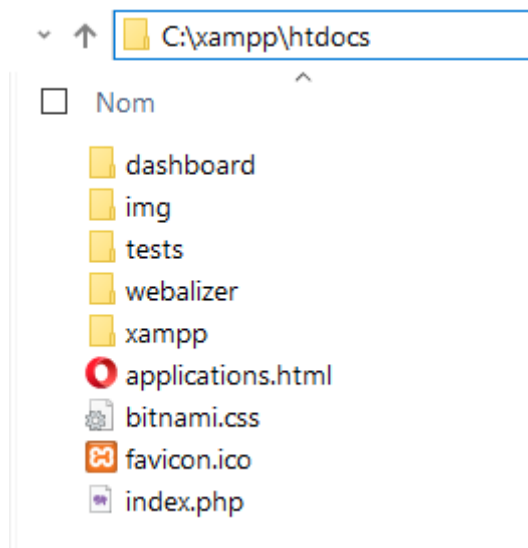 C:\xampp\htdocs
Nom
dashboard
img
tests
webalizer
xampp
applications.html
bitnami.css
favicon.ico
index.php